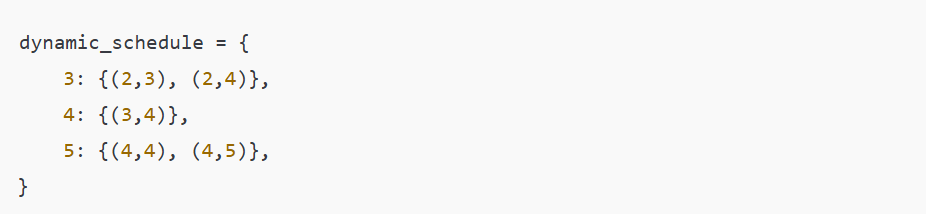 dynamic_schedule = {
    3: {(2,3), (2,4)},
    4: {(3,4)},
    5: {(4,4), (4,5)},
}